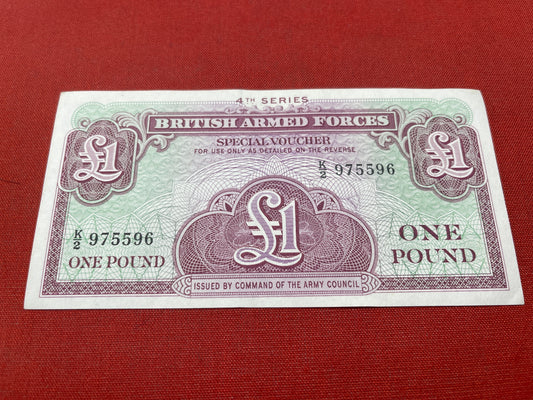 4TH SERIES
BRITISH ARMED FORCES
SPECIAL VOUCHER
FOR USE ONLY AS DETAILED ON THE REVERSE
£1
£1
K/2 975596
K/2 975596
£1
ONE POUND
ONE
POUND
ISSUED BY COMMAND OF THE ARMY COUNCIL